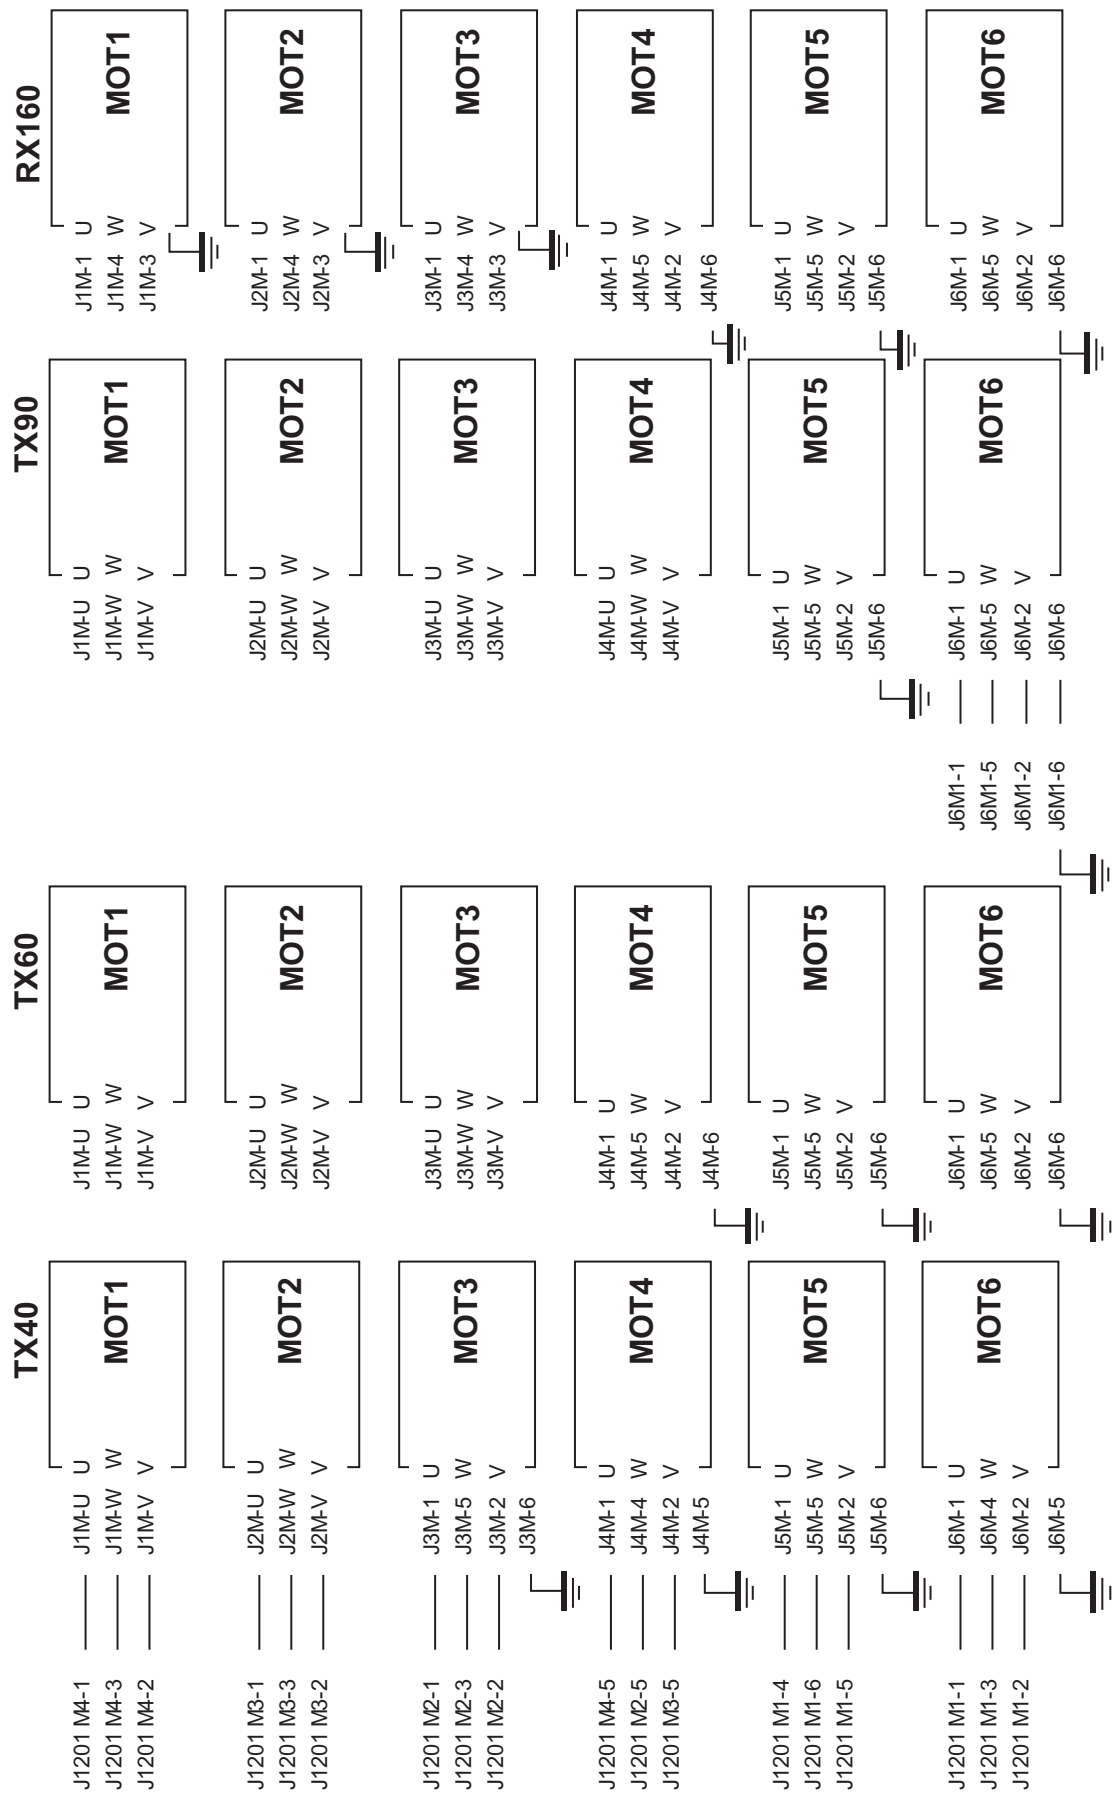 TX40
J1201 M4-1 J1M-U U
J1201 M4-3 J1M-W W
J1201 M4-2 J1M-V V
MOT1
J1201 M3-1 J2M-U U
J1201 M3-3 J2M-W W
J1201 M3-2 J2M-V V
MOT2
J1201 M2-1 J3M-1 U
J1201 M2-3 J3M-5 W
J1201 M2-2 J3M-2 V
J3M-6
MOT3
J1201 M4-5 J4M-1 U
J1201 M2-5 J4M-4 W
J1201 M3-5 J4M-2 V
J4M-5
MOT4
J1201 M1-4 J5M-1 U
J1201 M1-6 J5M-5 W
J1201 M1-5 J5M-2 V
J5M-6
MOT5
J1201 M1-1 J6M-1 U
J1201 M1-3 J6M-4 W
J1201 M1-2 J6M-2 V
J6M-5
MOT6
TX60
J1M-U U
J1M-W W
J1M-V V
MOT1
J2M-U U
J2M-W W
J2M-V V
MOT2
J3M-U U
J3M-W W
J3M-V V
MOT3
J4M-1 U
J4M-5 W
J4M-2 V
J4M-6
MOT4
J5M-1 U
J5M-5 W
J5M-2 V
J5M-6
MOT5
J6M-1 U
J6M-5 W
J6M-2 V
J6M-6
MOT6
TX90
J1M-U U
J1M-W W
J1M-V V
MOT1
J2M-U U
J2M-W W
J2M-V V
MOT2
J3M-U U
J3M-W W
J3M-V V
MOT3
J4M-U U
J4M-W W
J4M-V V
MOT4
J5M-1 U
J5M-5 W
J5M-2 V
J5M-6
MOT5
J6M1-1 J6M-1 U
J6M1-5 J6M-5 W
J6M1-2 J6M-2 V
J6M1-6 J6M-6
MOT6
RX160
J1M-1 U
J1M-4 W
J1M-3 V
MOT1
J2M-1 U
J2M-4 W
J2M-3 V
MOT2
J3M-1 U
J3M-4 W
J3M-3 V
MOT3
J4M-1 U
J4M-5 W
J4M-2 V
J4M-6
MOT4
J5M-1 U
J5M-5 W
J5M-2 V
J5M-6
MOT5
J6M-1 U
J6M-5 W
J6M-2 V
J6M-6
MOT6